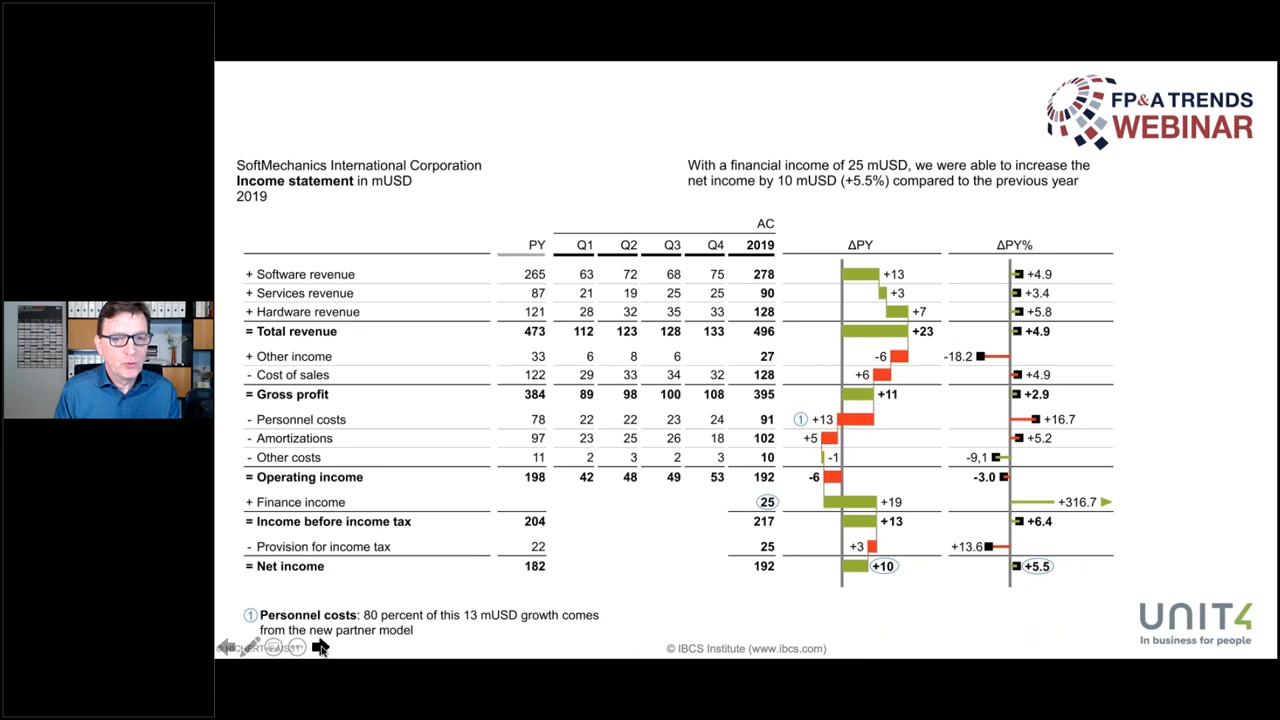 FP&A TRENDS
WEBINAR
SoftMechanics International Corporation
Income statement in mUSD
2019
With a financial income of 25 mUSD, we were able to increase the
net income by 10 mUSD (+5.5%) compared to the previous year
AC
PY Q1 Q2 Q3 Q4 2019 ΔPY ΔPY%
+ Software revenue 265 63 72 68 75 278 +13 +4.9
+ Services revenue 87 21 19 25 25 90 +3 +3.4
+ Hardware revenue 121 28 32 35 33 128 +7 +5.8
= Total revenue 473 112 123 128 133 496 +23 +4.9
+ Other income 33 6 8 6 27 -6 -18.2
- Cost of sales 122 29 33 34 32 128 +6 +4.9
= Gross profit 384 89 98 100 108 395 +11 +2.9
- Personnel costs 78 22 22 23 24 91 1 +13 +16.7
- Amortizations 97 23 25 26 18 102 +5 +5.2
- Other costs 11 2 3 2 3 10 -1 -9,1
= Operating income 198 42 48 49 53 192 -6 -3.0
+ Finance income 25 +19 +316.7
= Income before income tax 204 217 +13 +6.4
- Provision for income tax 22 25 +3 +13.6
= Net income 182 192 +10 +5.5
1 Personnel costs: 80 percent of this 13 mUSD growth comes
from the new partner model
© IBCS Institute (www.ibcs.com)
UNIT4
In business for people